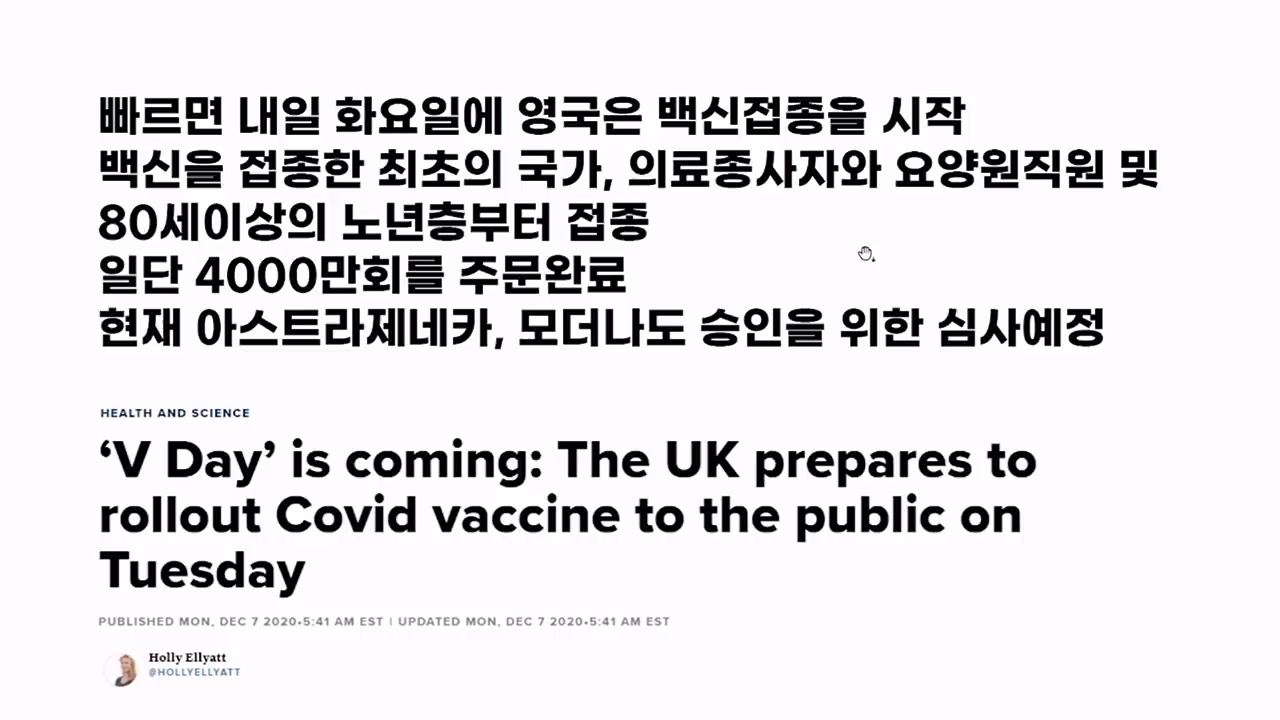 빠르면 내일 화요일에 영국은 백신접종을 시작
백신을 접종한 최초의 국가, 의료종사자와 요양원직원 및
80세이상의 노년층부터 접종
일단 4000만회를 주문완료
현재 아스트라제네카, 모더나도 승인을 위한 심사예정
HEALTH AND SCIENCE
‘V Day’ is coming: The UK prepares to
rollout Covid vaccine to the public on
Tuesday
PUBLISHED MON, DEC 7 2020•5:41 AM EST | UPDATED MON, DEC 7 2020•5:41 AM EST
Holly Ellyatt
@HOLLYELLYATT